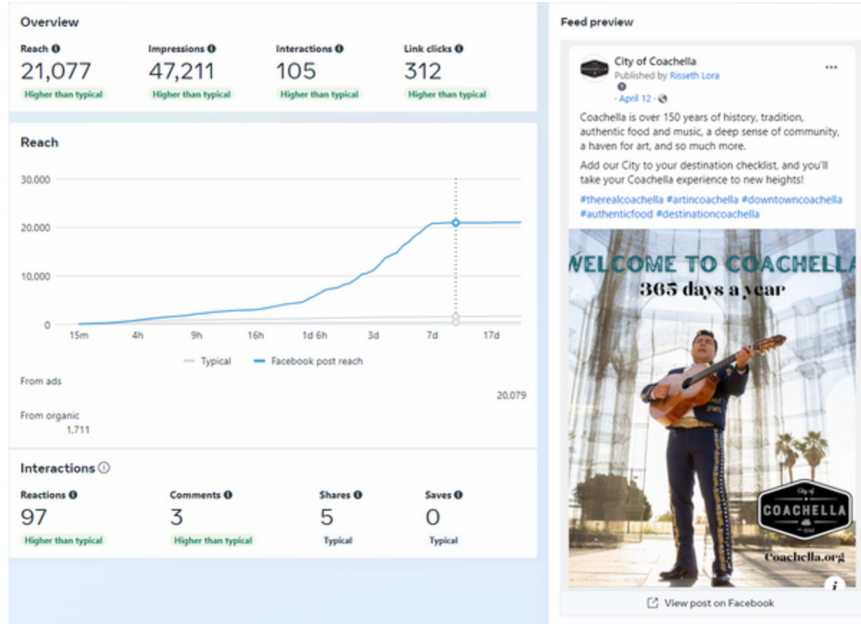 Overview
Reach
21,077
Higher than typical
Impressions
47,211
Higher than typical
Interactions
105
Higher than typical
Link clicks
312
Higher than typical
Reach
30.000
20.000
10.000
0
15m 4h 9h 16h 1d 6h 3d 7d 17d
Typical Facebook post reach
From ads
20.079
From organic
1,711
Interactions
Reactions
97
Higher than typical
Comments
3
Higher than typical
Shares
5
Typical
Saves
0
Typical
Feed preview
City of Coachella
Published by Risseth Lora
· April 12 ·
Coachella is over 150 years of history, tradition,
authentic food and music, a deep sense of community,
a haven for art, and so much more.
Add our City to your destination checklist, and you'll
take your Coachella experience to new heights!
#therealcoachella #artincoachella #downtowncoachella
#authenticfood #destinationcoachella
WELCOME TO COACHELLA
365 days a year
City of
COACHELLA
Coachella.org
View post on Facebook